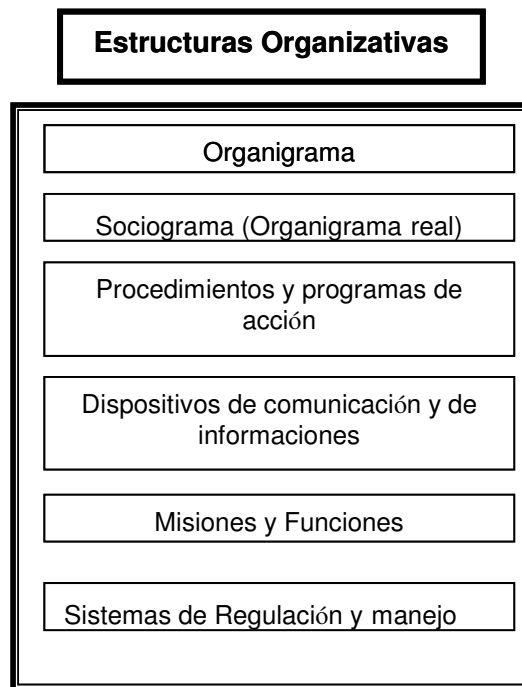 Estructuras Organizativas
Organigrama
Sociograma (Organigrama real)
Procedimientos y programas de
acción
Dispositivos de comunicación y de
informaciones
Misiones y Funciones
Sistemas de Regulación y manejo